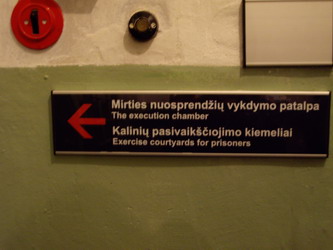 Mirties nuosprendžių vykdymo patalpa
The execution chamber
Kalinių pasivaikščiojimo kiemeliai
Exercise courtyards for prisoners